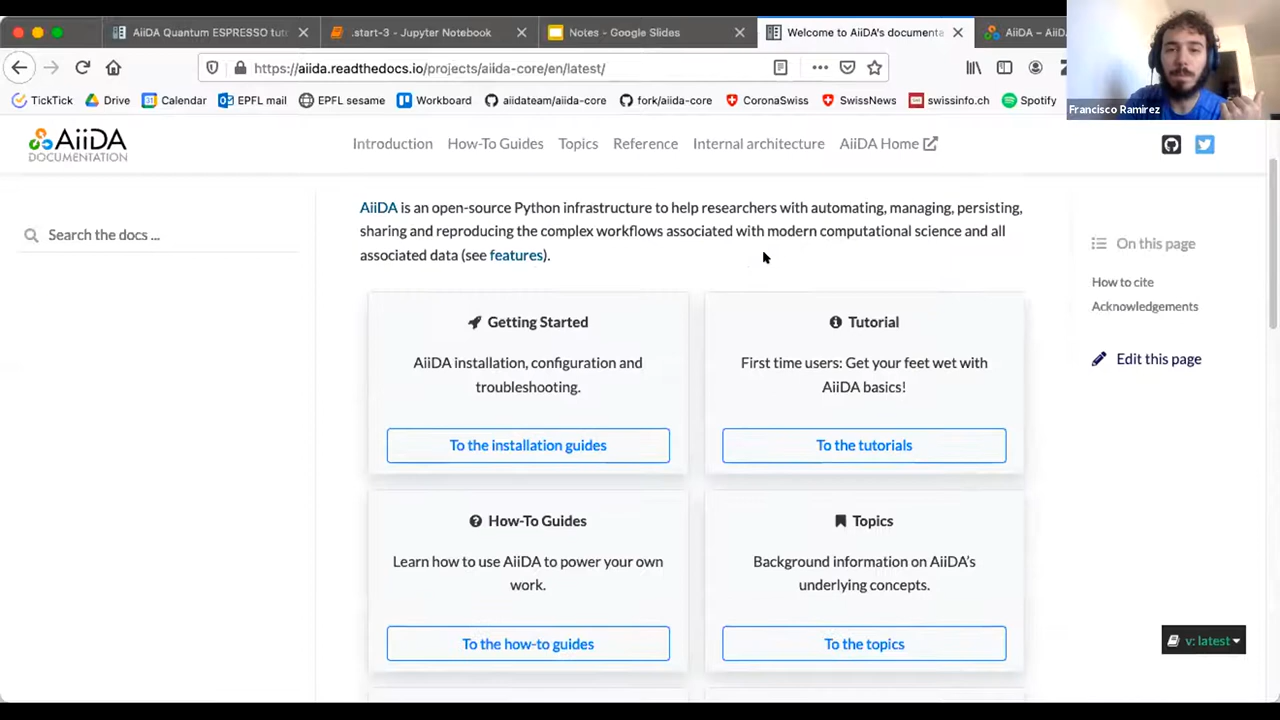 AiiDA Quantum ESPRESSO tut
.start-3 - Jupyter Notebook
Notes - Google Slides
Welcome to AiiDA's documenta
AiiDA – AiiD
https://aiida.readthedocs.io/projects/aiida-core/en/latest/
TickTick
Drive
Calendar
EPFL mail
EPFL sesame
Workboard
aiidateam/aiida-core
fork/aiida-core
CoronaSwiss
SwissNews
swissinfo.ch
Spotify
Francisco Ramirez
AiiDA
DOCUMENTATION
Introduction
How-To Guides
Topics
Reference
Internal architecture
AiiDA Home
Search the docs ...
AiiDA is an open-source Python infrastructure to help researchers with automating, managing, persisting,
sharing and reproducing the complex workflows associated with modern computational science and all
associated data (see features).
On this page
How to cite
Acknowledgements
Edit this page
Getting Started
AiiDA installation, configuration and
troubleshooting.
To the installation guides
Tutorial
First time users: Get your feet wet with
AiiDA basics!
To the tutorials
How-To Guides
Learn how to use AiiDA to power your own
work.
To the how-to guides
Topics
Background information on AiiDA's
underlying concepts.
To the topics
v: latest